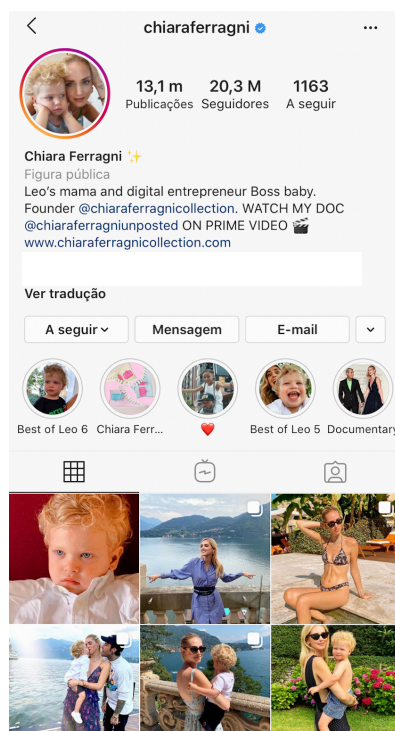 chiaraferragni
13,1 m 20,3 M 1163
Publicações Seguidores A seguir
Chiara Ferragni ✨
Figura pública
Leo's mama and digital entrepreneur Boss baby.
Founder @chiaraferragnicollection. WATCH MY DOC
@chiaraferragniunposted ON PRIME VIDEO 🎬
www.chiaraferragnicollection.com
Ver tradução
A seguir Mensagem E-mail
Best of Leo 6 Chiara Ferr... ❤️ Best of Leo 5 Documentary